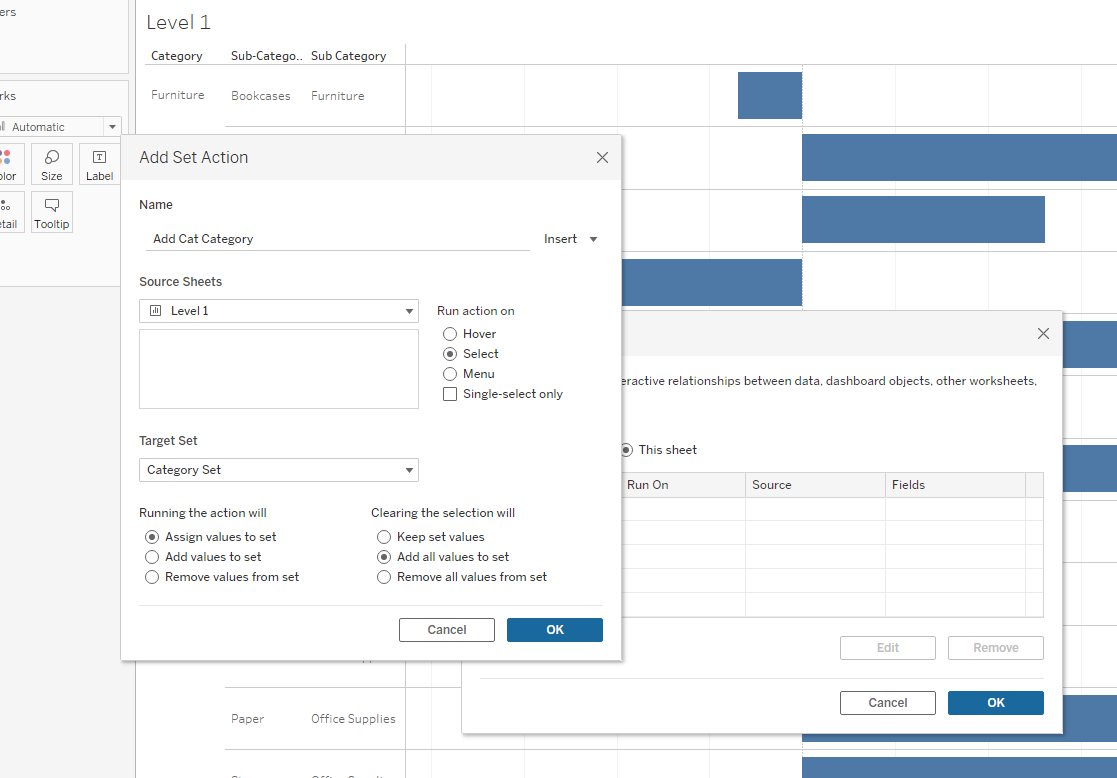 ers
Level 1
Category Sub-Catego.. Sub Category
Furniture Bookcases Furniture
rks
Automatic
olor Size Label
etail Tooltip
Add Set Action
Name
Add Cat Category Insert
Source Sheets
Level 1
Run action on
Hover
Select
Menu
Single-select only
Target Set
Category Set
Running the action will
Assign values to set
Add values to set
Remove values from set
Clearing the selection will
Keep set values
Add all values to set
Remove all values from set
Cancel OK
eractive relationships between data, dashboard objects, other worksheets,
This sheet
Run On Source Fields
Edit Remove
Cancel OK
Paper Office Supplies